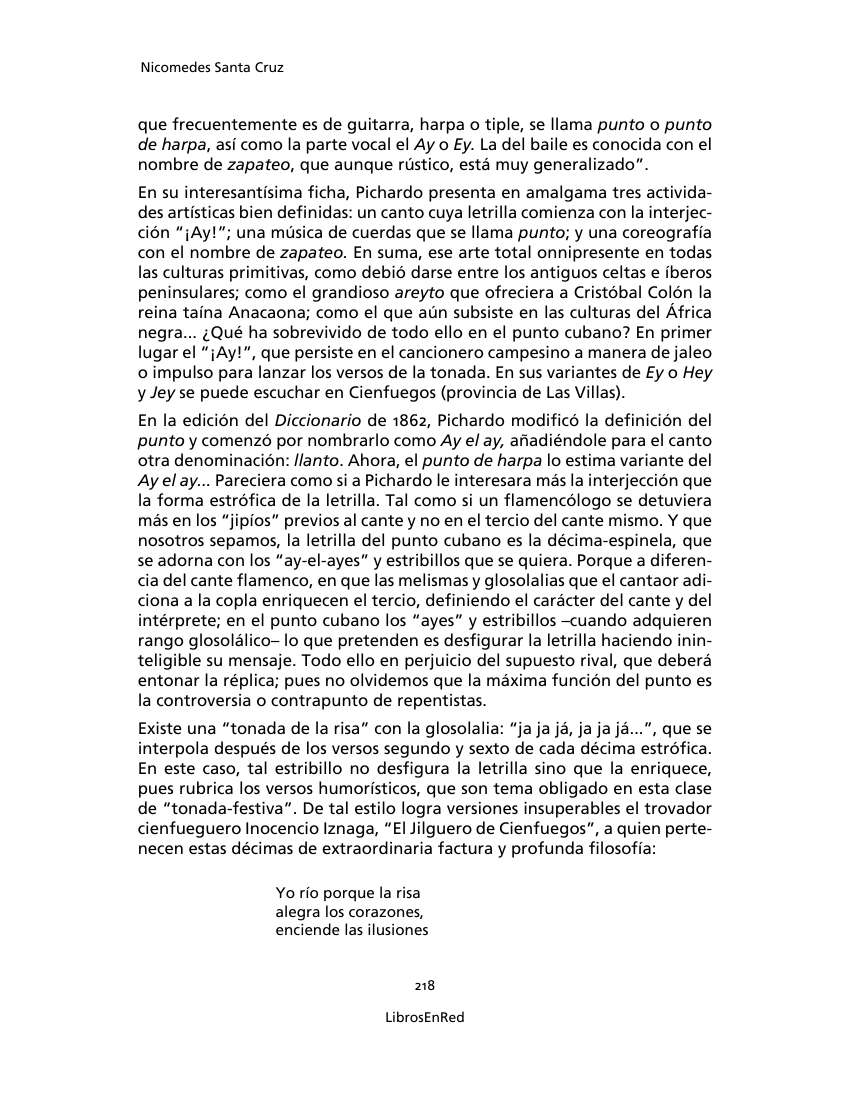 Nicomedes Santa Cruz
que frecuentemente es de guitarra, harpa o tiple, se llama punto o punto
de harpa, así como la parte vocal el Ay o Ey. La del baile es conocida con el
nombre de zapateo, que aunque rústico, está muy generalizado”.
En su interesantísima ficha, Pichardo presenta en amalgama tres activida-
des artísticas bien definidas: un canto cuya letrilla comienza con la interjec-
ción “¡Ay!”; una música de cuerdas que se llama punto; y una coreografía
con el nombre de zapateo. En suma, ese arte total onnipresente en todas
las culturas primitivas, como debió darse entre los antiguos celtas e íberos
peninsulares; como el grandioso areyto que ofreciera a Cristóbal Colón la
reina taína Anacaona; como el que aún subsiste en las culturas del África
negra... ¿Qué ha sobrevivido de todo ello en el punto cubano? En primer
lugar el “¡Ay!”, que persiste en el cancionero campesino a manera de jaleo
o impulso para lanzar los versos de la tonada. En sus variantes de Ey o Hey
y Jey se puede escuchar en Cienfuegos (provincia de Las Villas).
En la edición del Diccionario de 1862, Pichardo modificó la definición del
punto y comenzó por nombrarlo como Ay el ay, añadiéndole para el canto
otra denominación: llanto. Ahora, el punto de harpa lo estima variante del
Ay el ay... Pareciera como si a Pichardo le interesara más la interjección que
la forma estrófica de la letrilla. Tal como si un flamencólogo se detuviera
más en los “jipíos” previos al cante y no en el tercio del cante mismo. Y que
nosotros sepamos, la letrilla del punto cubano es la décima-espinela, que
se adorna con los “ay-el-ayes” y estribillos que se quiera. Porque a diferen-
cia del cante flamenco, en que las melismas y glosolalias que el cantaor adi-
ciona a la copla enriquecen el tercio, definiendo el carácter del cante y del
intérprete; en el punto cubano los “ayes” y estribillos –cuando adquieren
rango glosolálico– lo que pretenden es desfigurar la letrilla haciendo inin-
teligible su mensaje. Todo ello en perjuicio del supuesto rival, que deberá
entonar la réplica; pues no olvidemos que la máxima función del punto es
la controversia o contrapunto de repentistas.
Existe una “tonada de la risa” con la glosolalia: “ja ja já, ja ja já...”, que se
interpola después de los versos segundo y sexto de cada décima estrófica.
En este caso, tal estribillo no desfigura la letrilla sino que la enriquece,
pues rubrica los versos humorísticos, que son tema obligado en esta clase
de “tonada-festiva”. De tal estilo logra versiones insuperables el trovador
cienfueguero Inocencio Iznaga, “El Jilguero de Cienfuegos”, a quien perte-
necen estas décimas de extraordinaria factura y profunda filosofía:
Yo río porque la risa
alegra los corazones,
enciende las ilusiones
218
LibrosEnRed